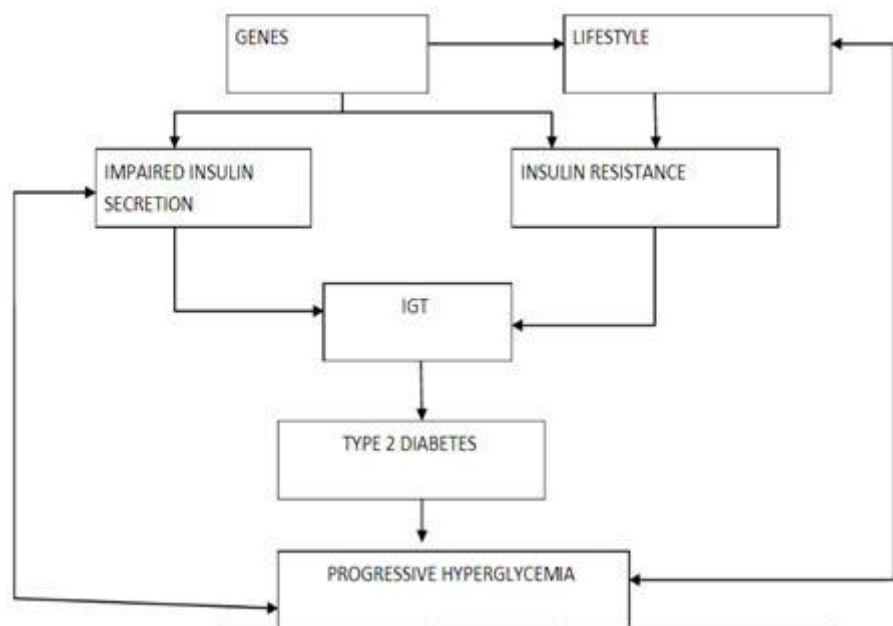 GENES
LIFESTYLE
IMPAIRED INSULIN
SECRETION
INSULIN RESISTANCE
IGT
TYPE 2 DIABETES
PROGRESSIVE HYPERGLYCEMIA